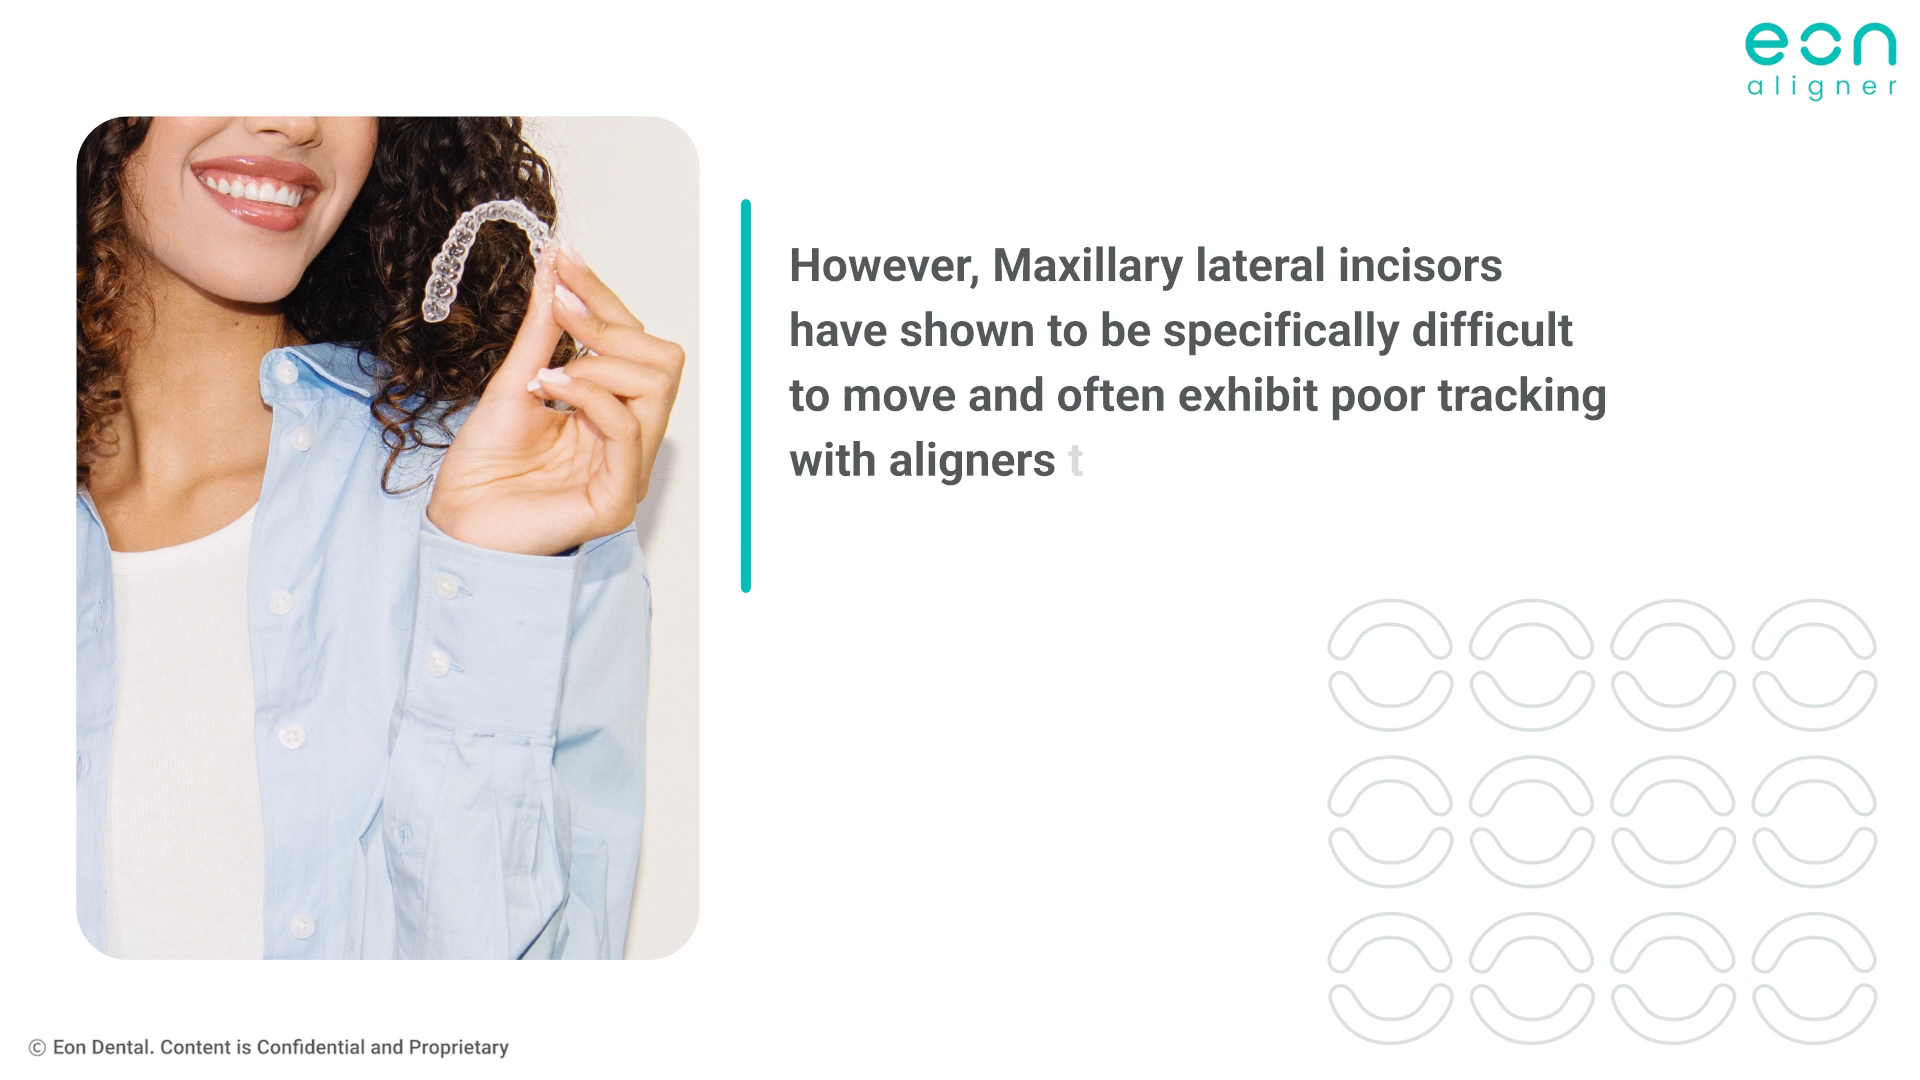 eon
aligner
However, Maxillary lateral incisors
have shown to be specifically difficult
to move and often exhibit poor tracking
with aligners t
© Eon Dental. Content is Confidential and Proprietary